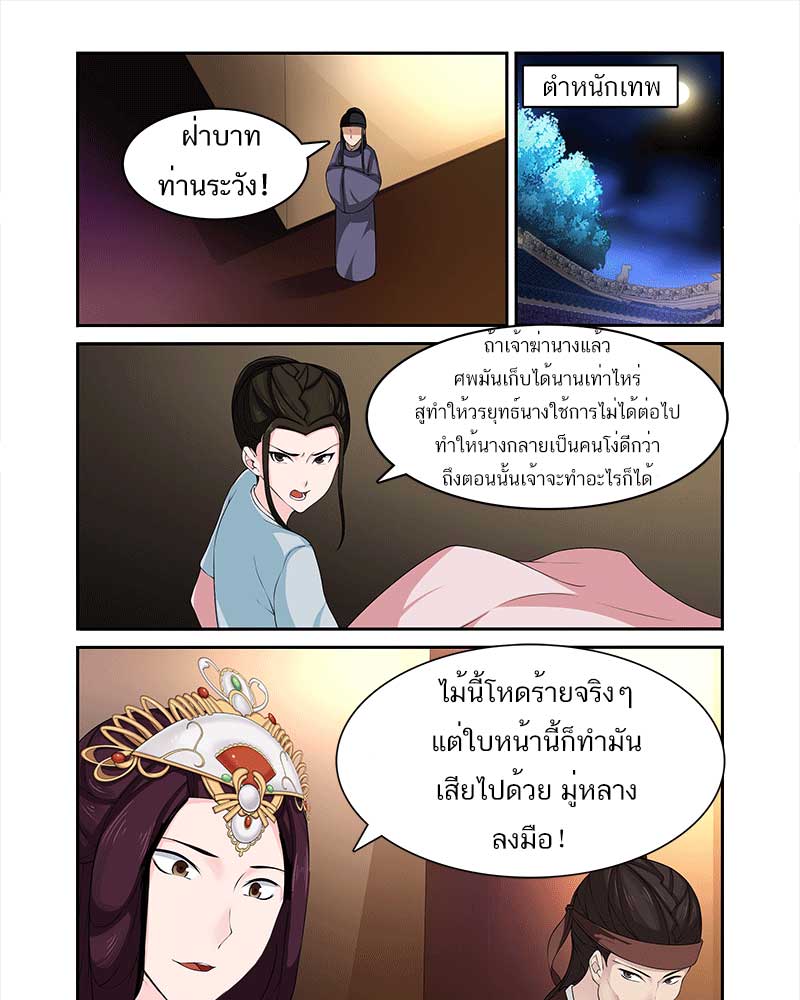 ฝ่าบาท
ท่านระวัง!
ตำหนักเทพ
ถ้าเจ้าฆ่านางแล้ว
ศพมันเก็บได้นานเท่าไหร่
สู้ทำให้วรยุทธ์นางใช้การไม่ได้ต่อไป
ทำให้นางกลายเป็นคนโง่ดีกว่า
ถึงตอนนั้นเจ้าจะทำอะไรก็ได้
ไม้นี้โหดร้ายจริงๆ
แต่ใบหน้านี้ก็ทำมัน
เสียไปด้วย มู่หลาง
ลงมือ!